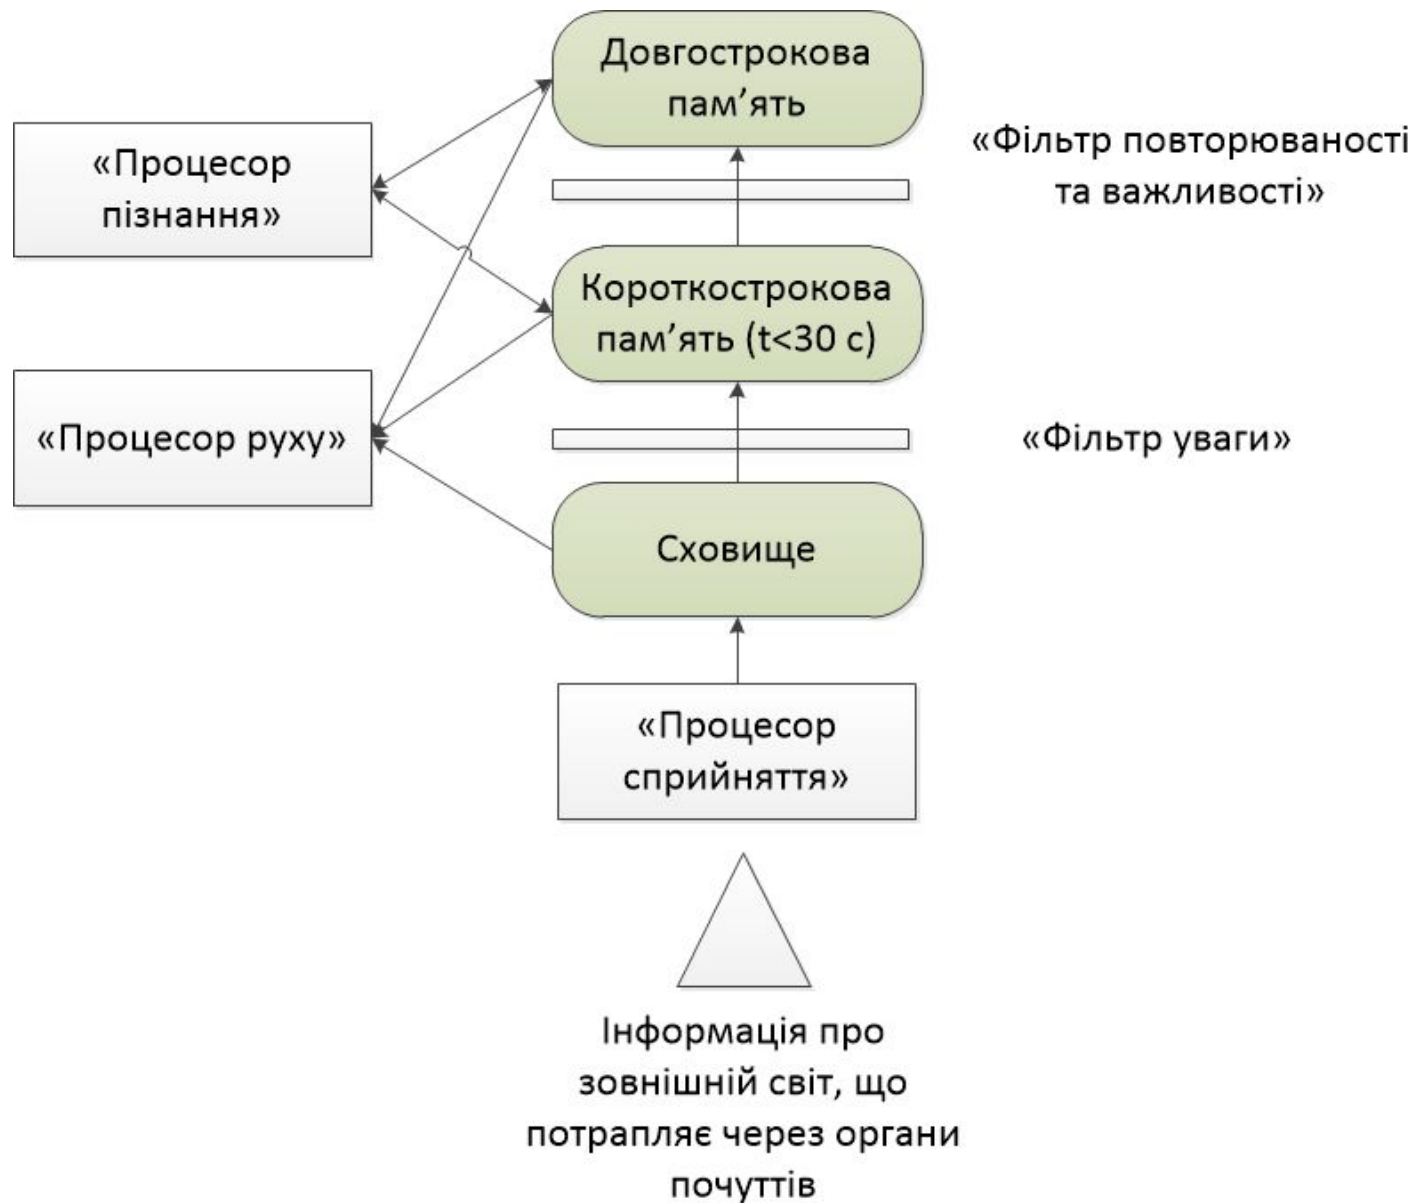 Довгострокова
пам’ять
«Фільтр повторюваності
та важливості»
«Процесор
пізнання»
Короткострокова
пам’ять (t<30 с)
«Процесор руху»
«Фільтр уваги»
Сховище
«Процесор
сприйняття»
Інформація про
зовнішній світ, що
потрапляє через органи
почуттів